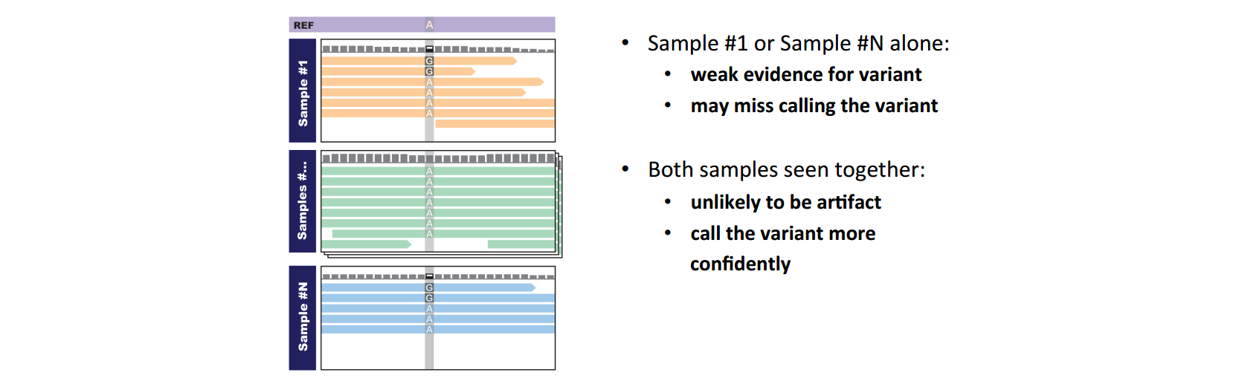 REF A
Sample #1
G
G
A
A
A
A
Samples #...
A
A
A
A
A
A
A
Sample #N
G
G
A
A
A
• Sample #1 or Sample #N alone:
• weak evidence for variant
• may miss calling the variant
• Both samples seen together:
• unlikely to be artifact
• call the variant more
confidently